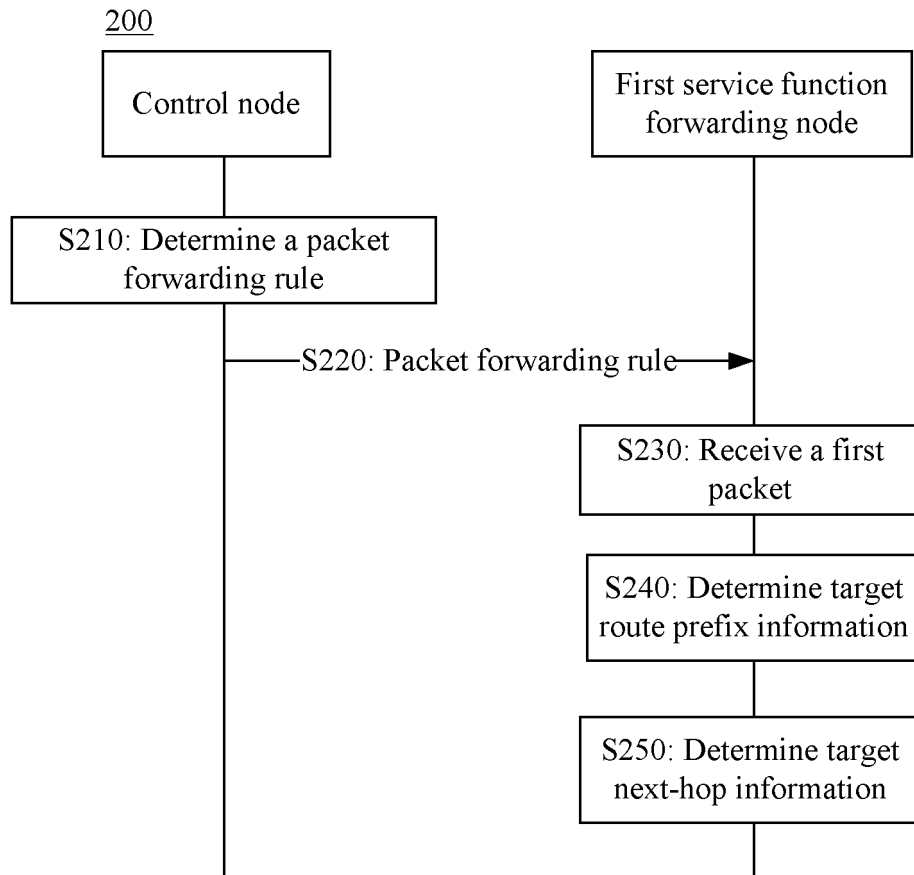 200
Control node
First service function
forwarding node
S210: Determine a packet
forwarding rule
S220: Packet forwarding rule
S230: Receive a first
packet
S240: Determine target
route prefix information
S250: Determine target
next-hop information